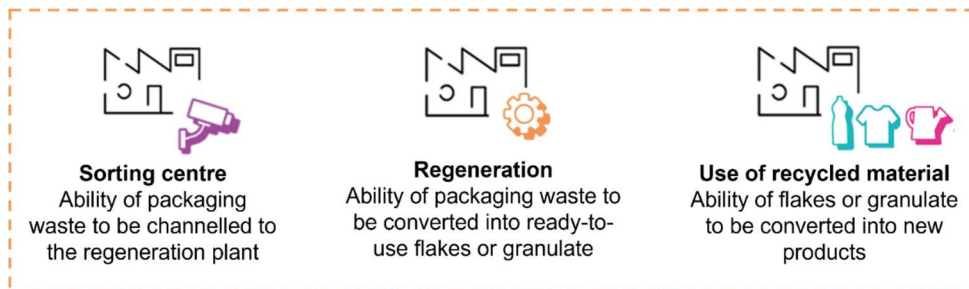 Sorting centre
Ability of packaging
waste to be channelled to
the regeneration plant
Regeneration
Ability of packaging waste to
be converted into ready-to-
use flakes or granulate
Use of recycled material
Ability of flakes or granulate
to be converted into new
products